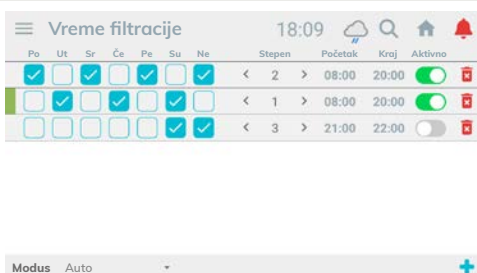 Vreme filtracije 18:09
Po Ut Sr Če Pe Su Ne Stepen Početak Kraj Aktivno
2 08:00 20:00
1 08:00 20:00
3 21:00 22:00
Modus Auto